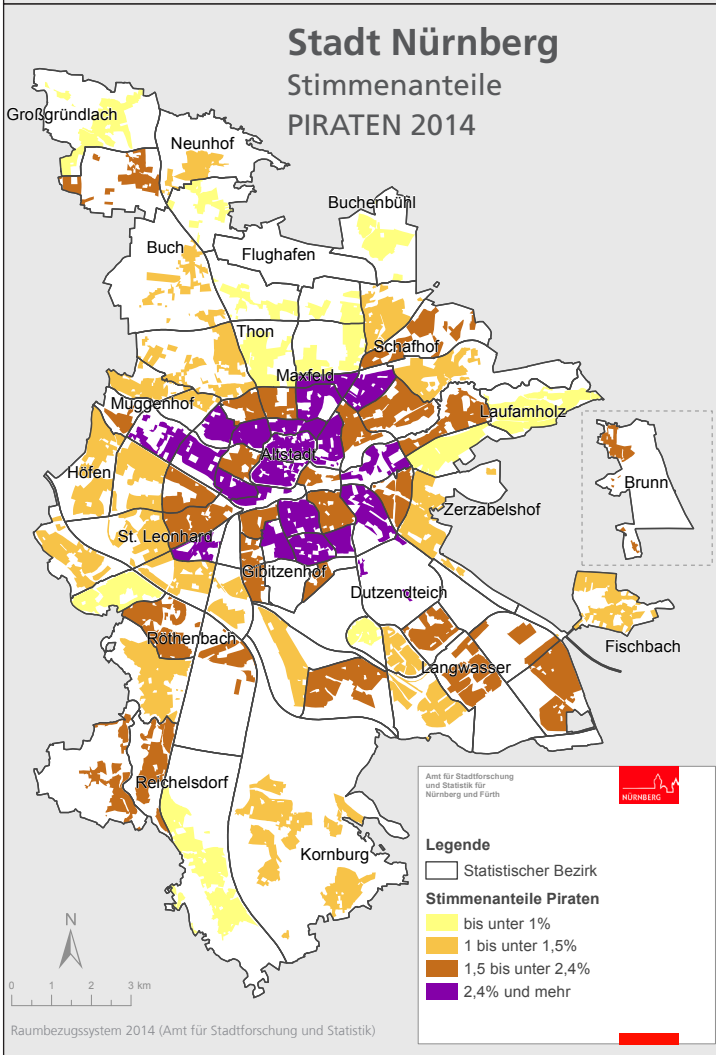 Stadt Nürnberg
Stimmenanteile
PIRATEN 2014
Großgründlach
Neunhof
Buchenbühl
Buch
Flughafen
Thon
Schafhof
Maxfeld
Muggenhof
Laufamholz
Altstadt
Höfen
Brunn
Zerzabelshof
St. Leonhard
Gibitzenhof
Dutzendteich
Röthenbach
Fischbach
Langwasser
Reichelsdorf
Kornburg
Amt für Stadtforschung
und Statistik für
Nürnberg und Fürth
NÜRNBERG
Legende
Statistischer Bezirk
Stimmenanteile Piraten
bis unter 1%
1 bis unter 1,5%
1,5 bis unter 2,4%
2,4% und mehr
N
0 1 2 3 km
Raumbezugssystem 2014 (Amt für Stadtforschung und Statistik)